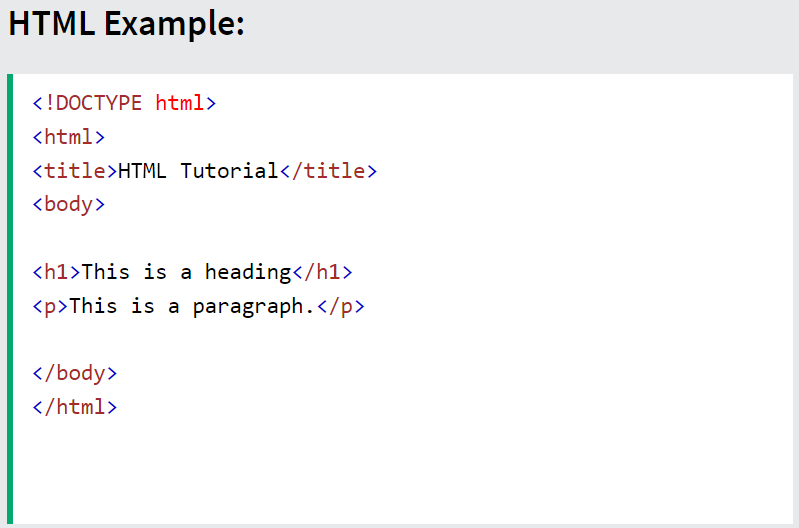 HTML Example:
<!DOCTYPE html>
<html>
<title>HTML Tutorial</title>
<body>
<h1>This is a heading</h1>
<p>This is a paragraph.</p>
</body>
</html>